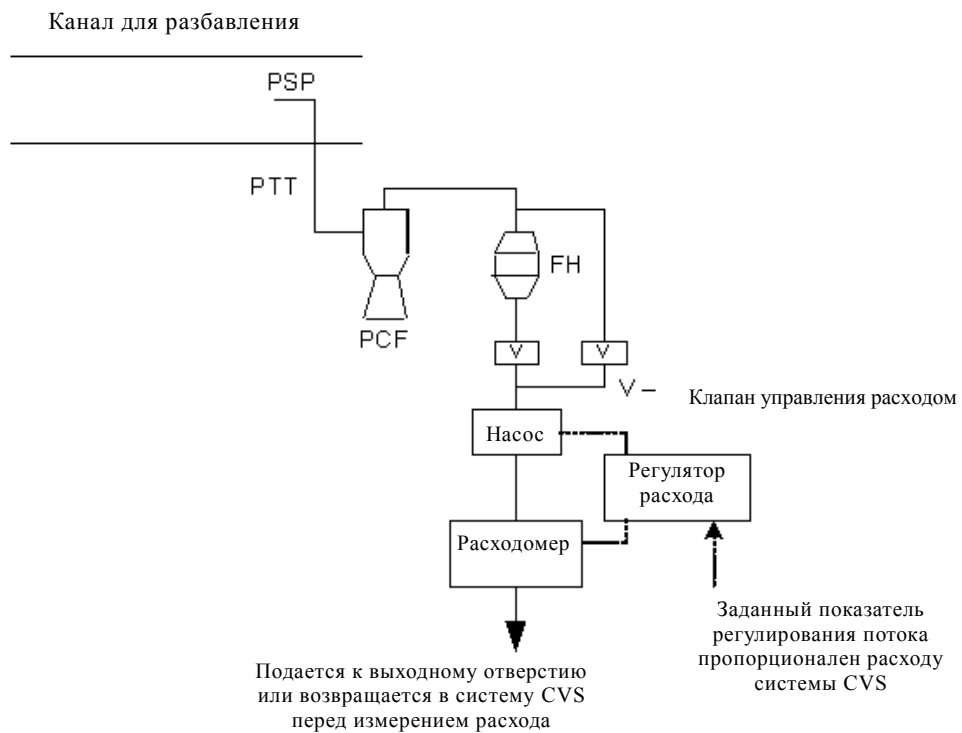 Канал для разбавления
PSP
PTT
FH
PCF
V
V
V –
Клапан управления расходом
Насос
Регулятор
расхода
Расходомер
Заданный показатель
регулирования потока
пропорционален расходу
системы CVS
Подается к выходному отверстию
или возвращается в систему CVS
перед измерением расхода